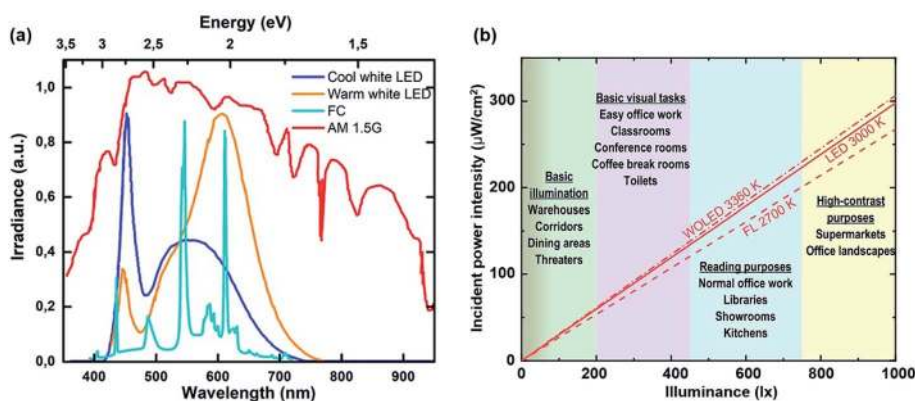 (a)
Energy (eV)
3,5 3 2,5 2 1,5
Irradiance (a.u.)
1,0
0,8
0,6
0,4
0,2
0,0
Cool white LED
Warm white LED
FC
AM 1.5G
400 500 600 700 800 900
Wavelength (nm)
(b)
Incident power intensity (µW/cm²)
300
200
100
0
Basic
illumination
Warehouses
Corridors
Dining areas
Threaters
Basic visual tasks
Easy office work
Classrooms
Conference rooms
Coffee break rooms
Toilets
WOLED 3360 K
LED 3000 K
FL 2700 K
Reading purposes
Normal office work
Libraries
Showrooms
Kitchens
High-contrast
purposes
Supermarkets
Office landscapes
0 200 400 600 800 1000
Illuminance (lx)